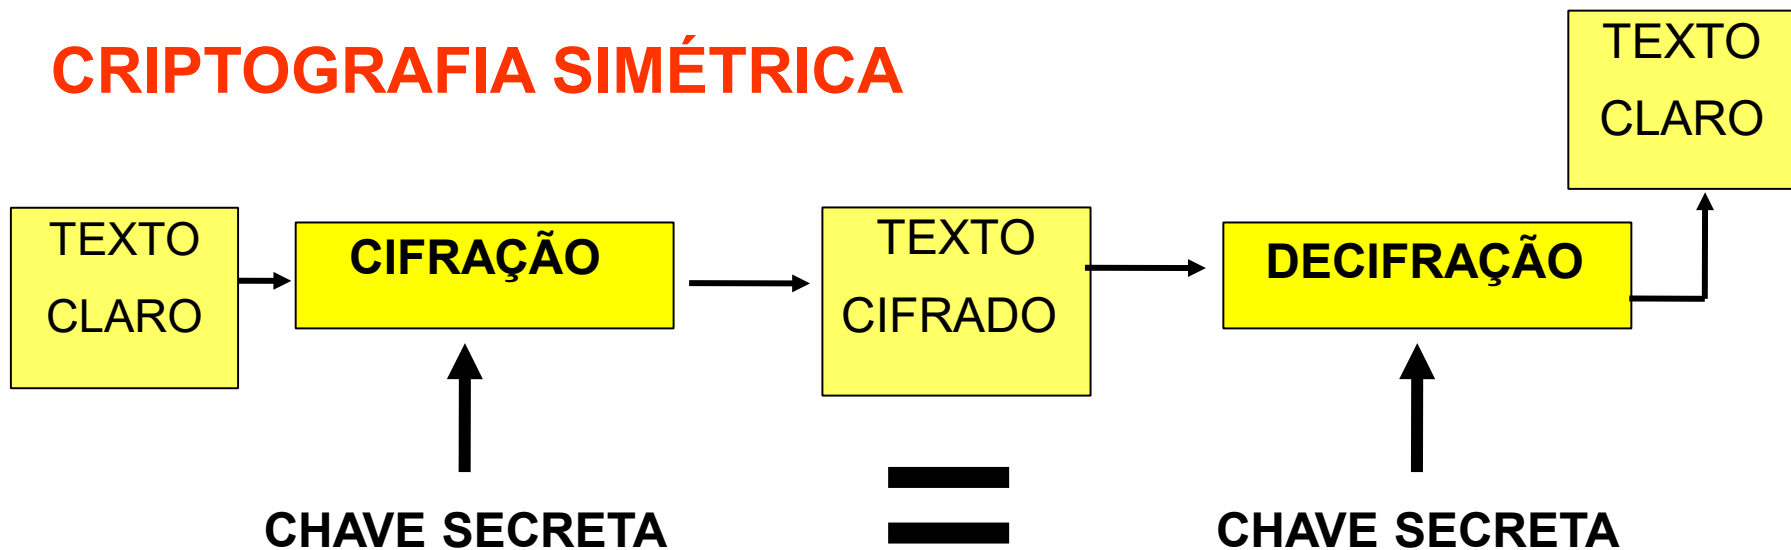 CRIPTOGRAFIA SIMÉTRICA
TEXTO
CLARO
CIFRAÇÃO
TEXTO
CIFRADO
DECIFRAÇÃO
TEXTO
CLARO
CHAVE SECRETA
=
CHAVE SECRETA